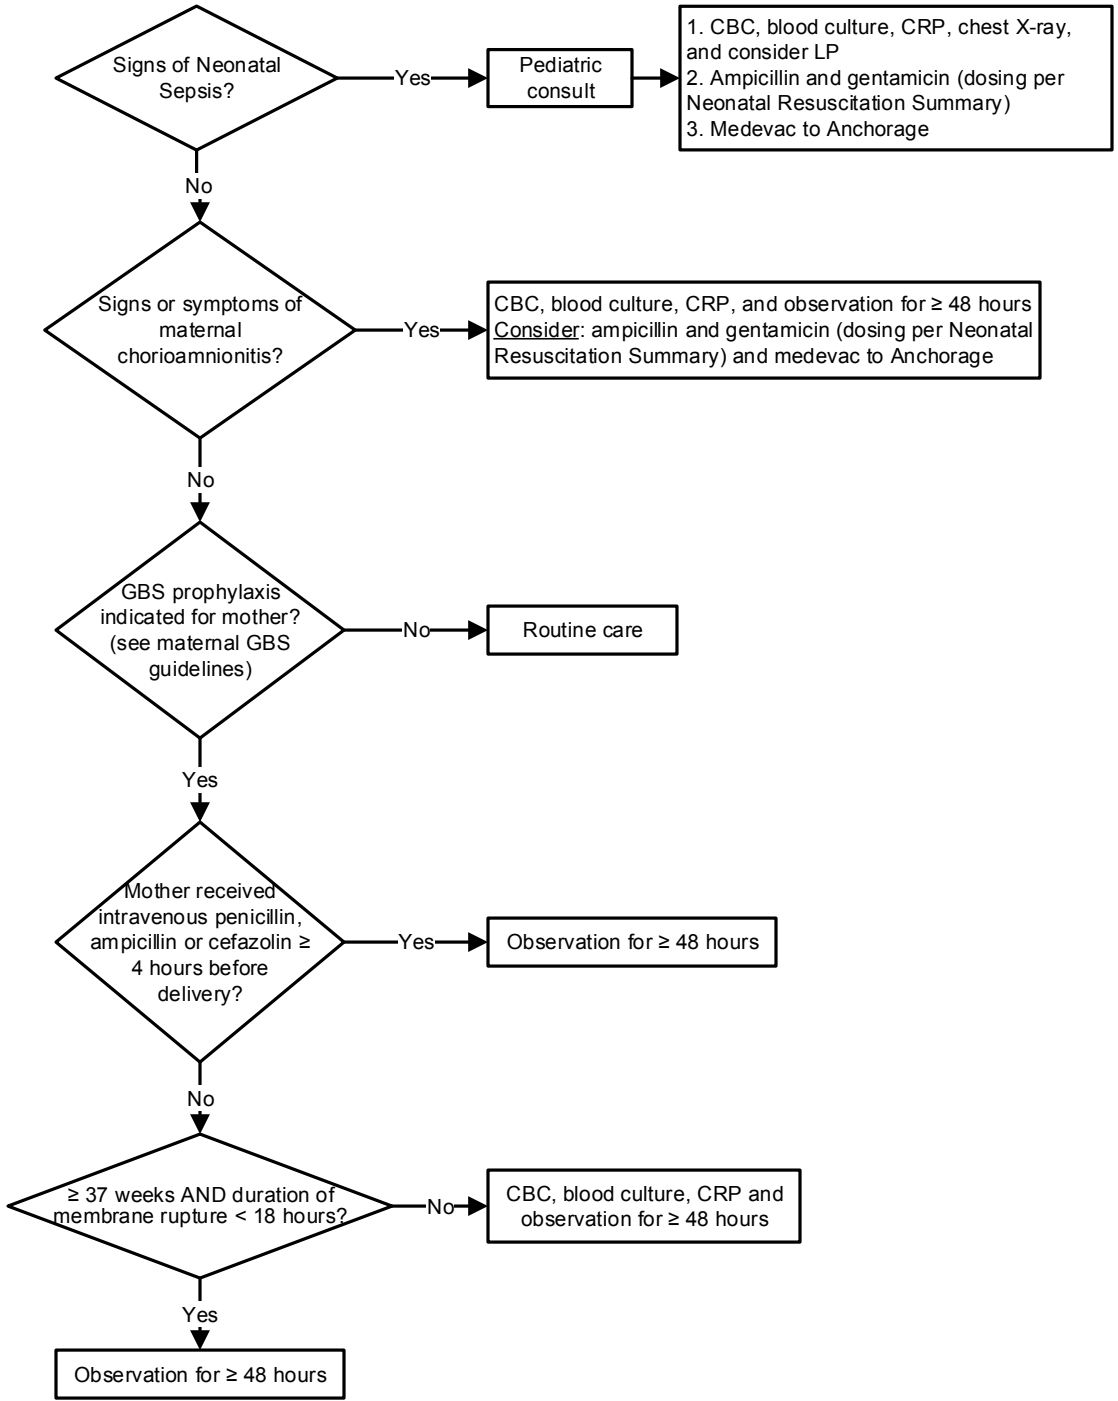 Signs of Neonatal
Sepsis?
Yes
Pediatric
consult
1. CBC, blood culture, CRP, chest X-ray,
and consider LP
2. Ampicillin and gentamicin (dosing per
Neonatal Resuscitation Summary)
3. Medevac to Anchorage
No
Signs or symptoms of
maternal
chorioamnionitis?
Yes
CBC, blood culture, CRP, and observation for ≥ 48 hours
Consider: ampicillin and gentamicin (dosing per Neonatal
Resuscitation Summary) and medevac to Anchorage
No
GBS prophylaxis
indicated for mother?
(see maternal GBS
guidelines)
No
Routine care
Yes
Mother received
intravenous penicillin,
ampicillin or cefazolin ≥
4 hours before
delivery?
Yes
Observation for ≥ 48 hours
No
≥ 37 weeks AND duration of
membrane rupture < 18 hours?
No
CBC, blood culture, CRP and
observation for ≥ 48 hours
Yes
Observation for ≥ 48 hours